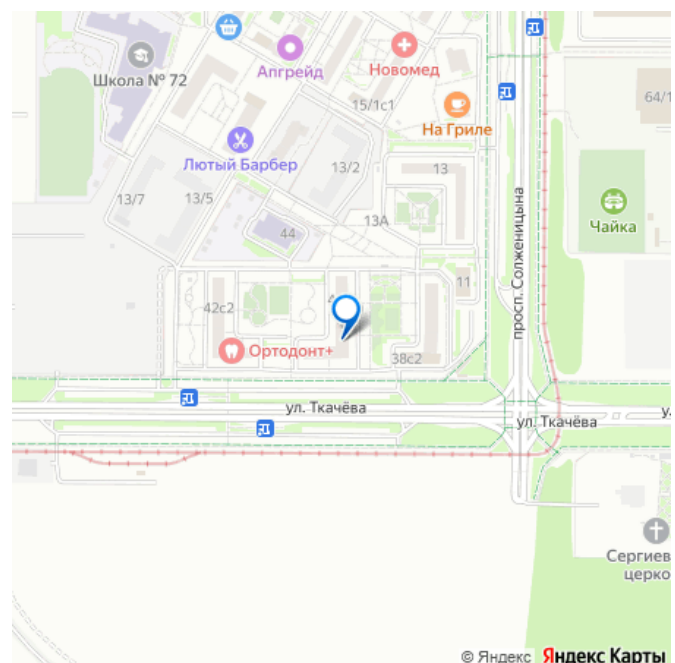 Школа № 72
Апгрейд
Новомед
15/1с1
64/1
На Гриле
Лютый Барбер
13/2
13
13/7
13/5
13А
просп. Солженицына
Чайка
44
11
42с2
Ортодонт+
38с2
ул. Ткачёва
ул. Ткачёва
у
Сергиев
церко
© Яндекс Яндекс Карты